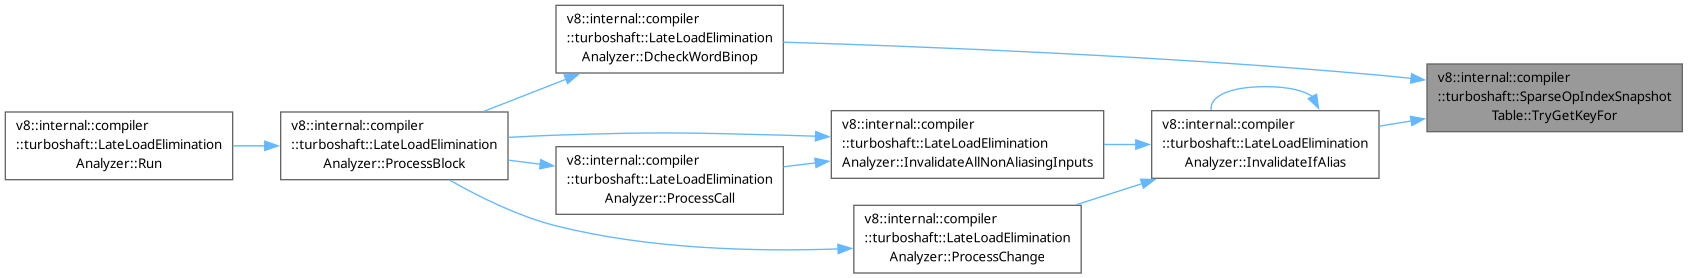 v8::internal::compiler
::turboshaft::LateLoadElimination
Analyzer::Run
v8::internal::compiler
::turboshaft::LateLoadElimination
Analyzer::ProcessBlock
v8::internal::compiler
::turboshaft::LateLoadElimination
Analyzer::DcheckWordBinop
v8::internal::compiler
::turboshaft::LateLoadElimination
Analyzer::ProcessCall
v8::internal::compiler
::turboshaft::LateLoadElimination
Analyzer::InvalidateAllNonAliasingInputs
v8::internal::compiler
::turboshaft::LateLoadElimination
Analyzer::ProcessChange
v8::internal::compiler
::turboshaft::LateLoadElimination
Analyzer::InvalidateIfAlias
v8::internal::compiler
::turboshaft::SparseOpIndexSnapshot
Table::TryGetKeyFor